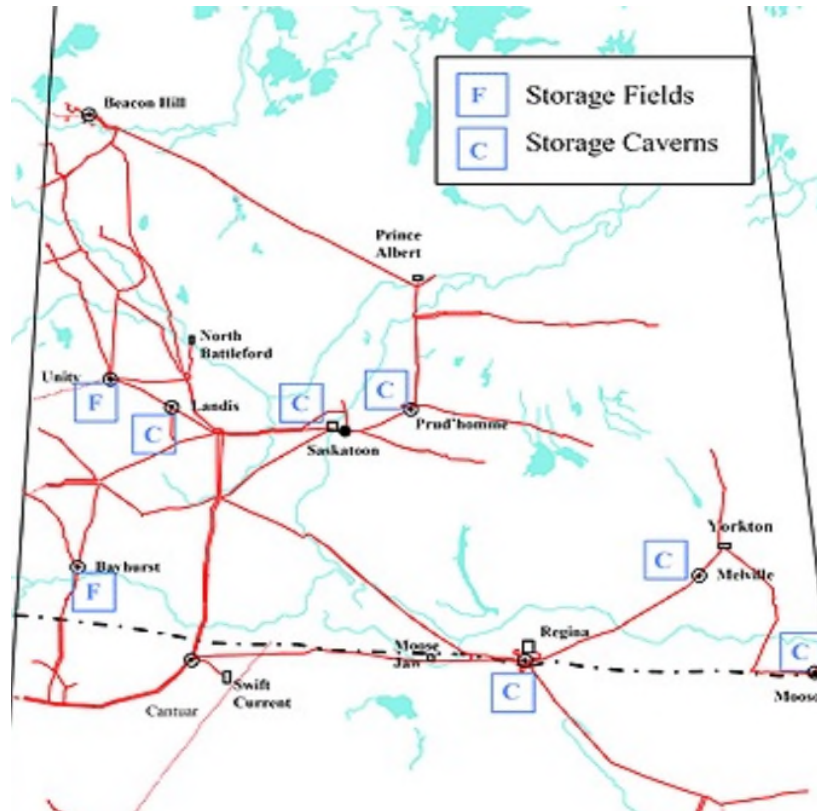 Beacon Hill
F Storage Fields
C Storage Caverns
Prince
Albert
North
Battleford
Unity
F
Landis
C
C
C
Prud'homme
Saskatoon
Yorkton
C
Melville
Bayhurst
F
Regina
Moose
Jaw
C
C
Swift
Current
Cantuar
Mooso